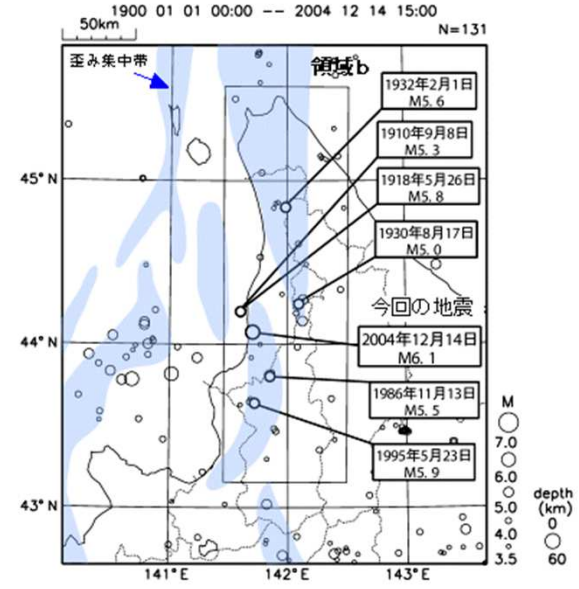 1900 01 01 00:00 -- 2004 12 14 15:00
50km
N=131
歪み集中帯
領域b
1932年2月1日
M5.6
1910年9月8日
M5.3
1918年5月26日
M5.8
1930年8月17日
M5.0
今回の地震
2004年12月14日
M6.1
1986年11月13日
M5.5
1995年5月23日
M5.9
45°N
44°N
43°N
141°E
142°E
143°E
M
7.0
6.0
5.0
4.0
3.5
depth
(km)
0
60